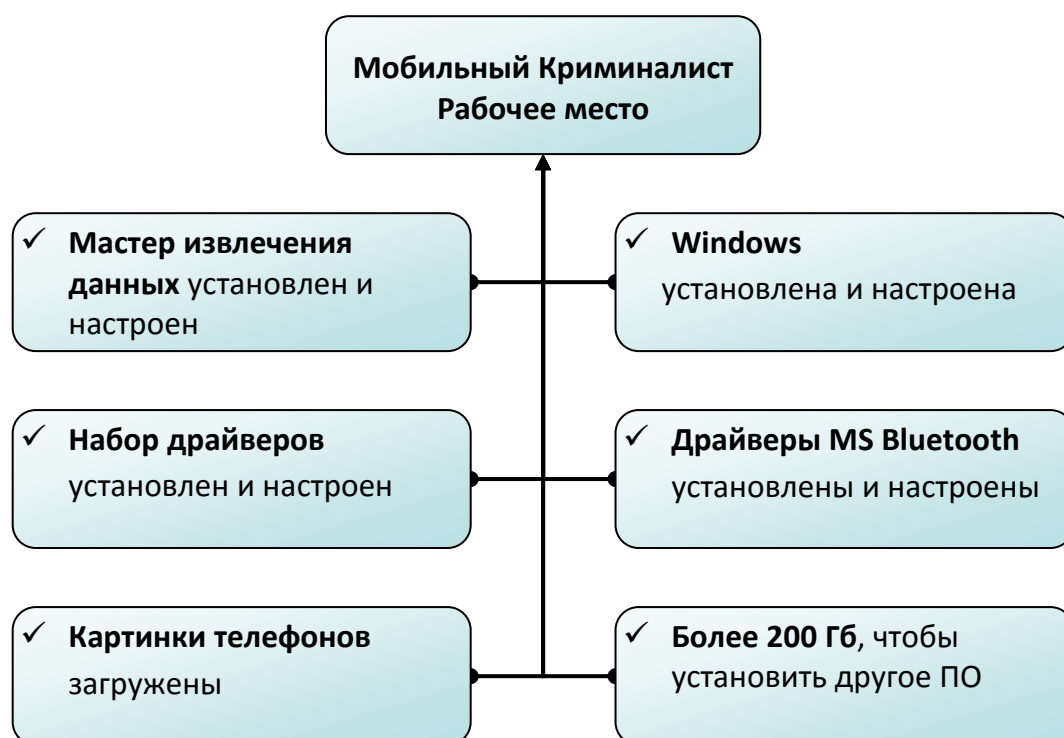 Мобильный Криминалист
Рабочее место
✓ Мастер извлечения
данных установлен и
настроен
✓ Windows
установлена и настроена
✓ Набор драйверов
установлен и настроен
✓ Драйверы MS Bluetooth
установлены и настроены
✓ Картинки телефонов
загружены
✓ Более 200 Гб, чтобы
установить другое ПО